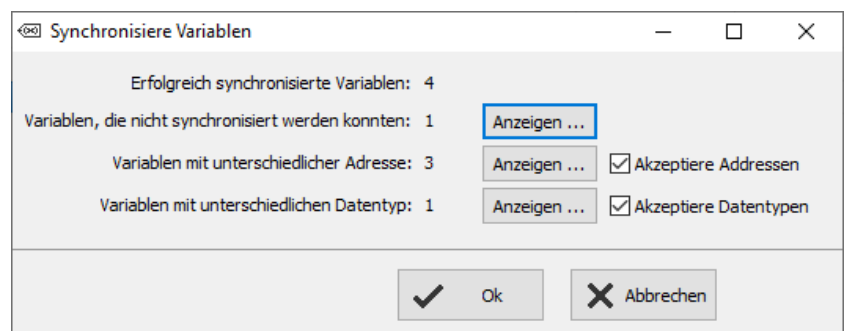 Synchronisiere Variablen
Erfolgreich synchronisierte Variablen: 4
Variablen, die nicht synchronisiert werden konnten: 1 Anzeigen ...
Variablen mit unterschiedlicher Adresse: 3 Anzeigen ... Akzeptiere Addressen
Variablen mit unterschiedlichen Datentyp: 1 Anzeigen ... Akzeptiere Datentypen
Ok Abbrechen